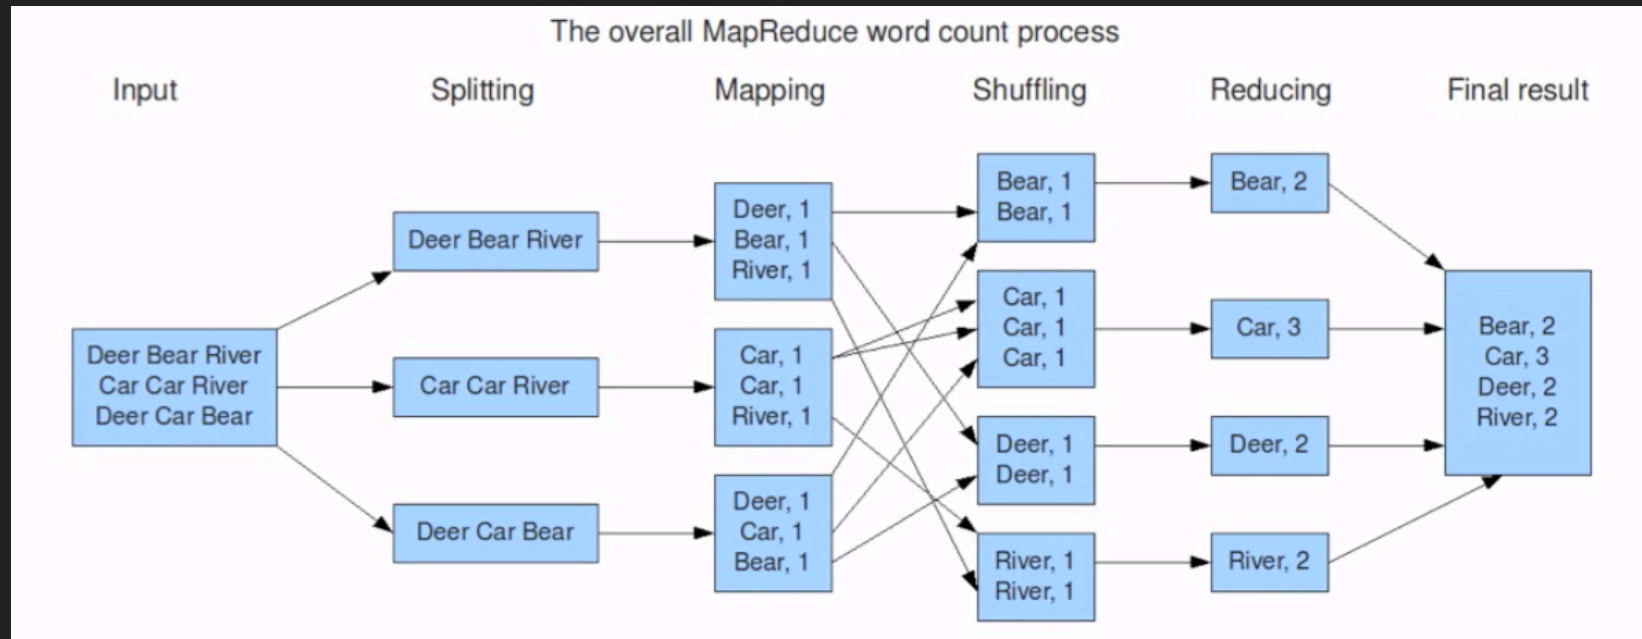 The overall MapReduce word count process
Input
Splitting
Mapping
Shuffling
Reducing
Final result
Deer Bear River
Car Car River
Deer Car Bear
Deer Bear River
Car Car River
Deer Car Bear
Deer, 1
Bear, 1
River, 1
Car, 1
Car, 1
River, 1
Deer, 1
Car, 1
Bear, 1
Bear, 1
Bear, 1
Car, 1
Car, 1
Car, 1
Deer, 1
Deer, 1
River, 1
River, 1
Bear, 2
Car, 3
Deer, 2
River, 2
Bear, 2
Car, 3
Deer, 2
River, 2